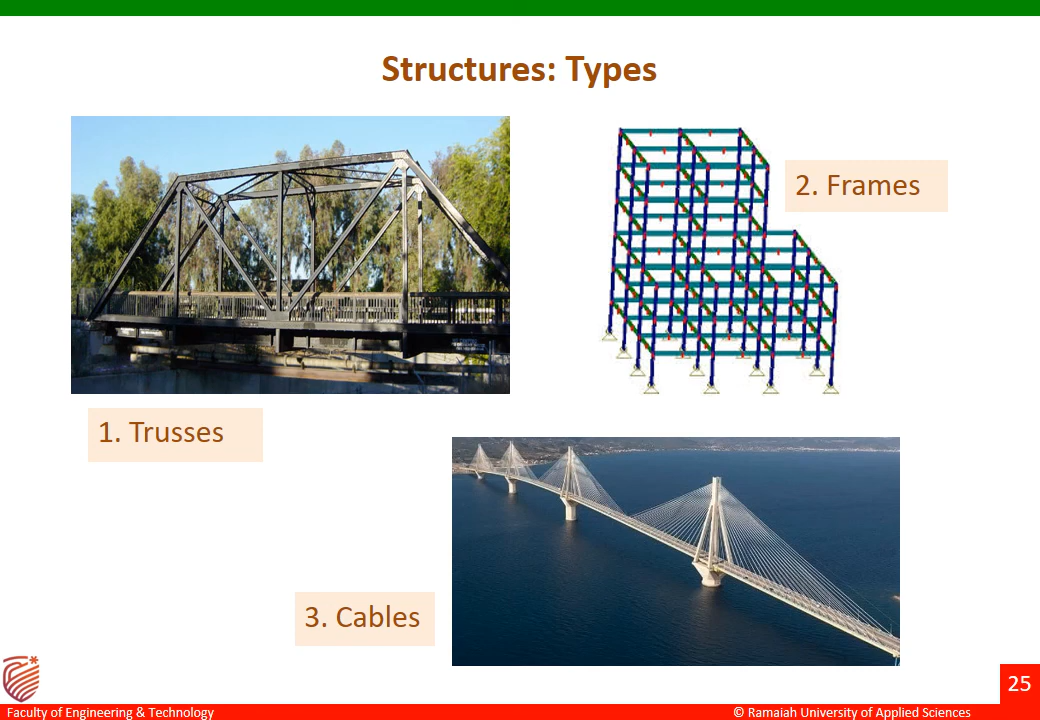 Structures: Types
2. Frames
1. Trusses
3. Cables
25
Faculty of Engineering & Technology
© Ramaiah University of Applied Sciences